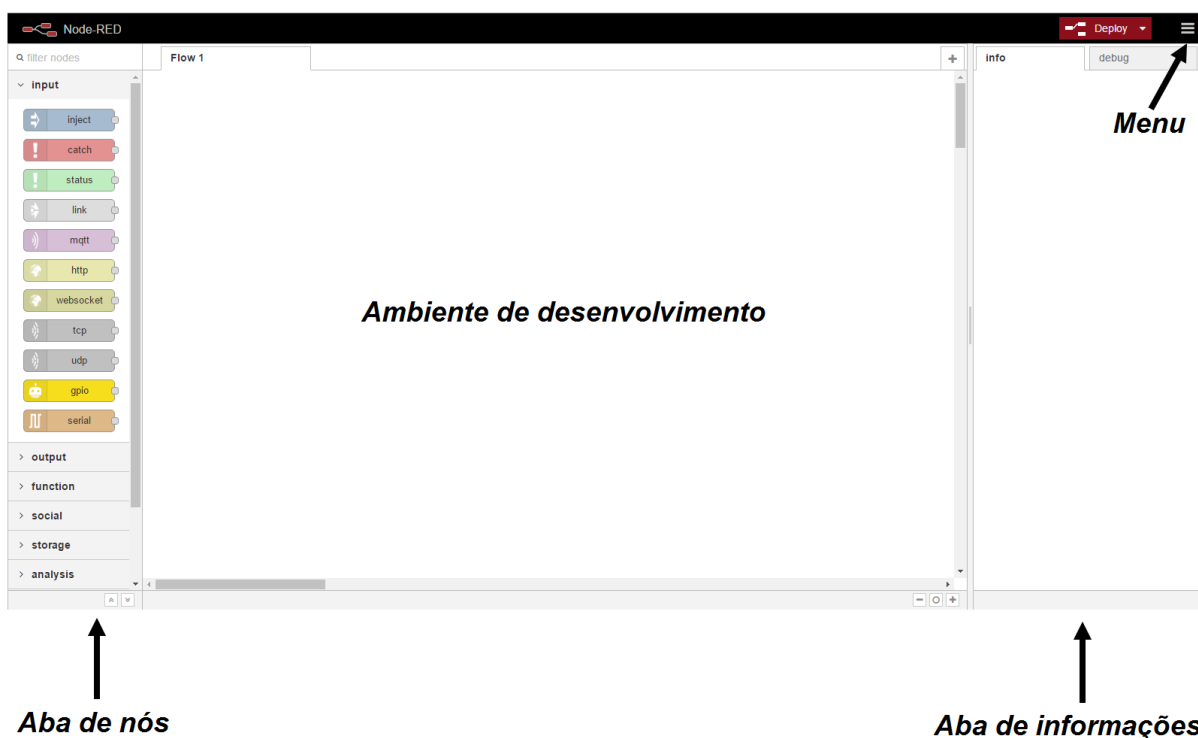 Node-RED
Deploy
filter nodes
Flow 1
info
debug
input
Menu
inject
catch
status
link
mqtt
http
websocket
tcp
udp
gpio
serial
Ambiente de desenvolvimento
output
function
social
storage
analysis
Aba de nós
Aba de informações